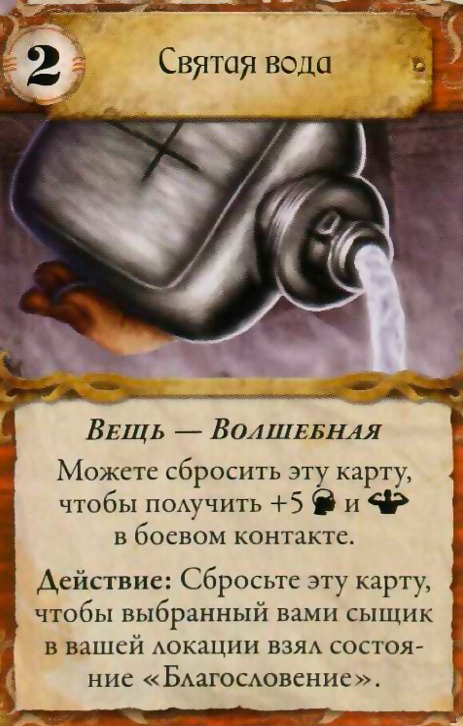 2
Святая вода
Вещь — Волшебная
Можете сбросить эту карту,
чтобы получить +5 и
в боевом контакте.
Действие: Сбросьте эту карту,
чтобы выбранный вами сыщик
в вашей локации взял состоя-
ние «Благословение».